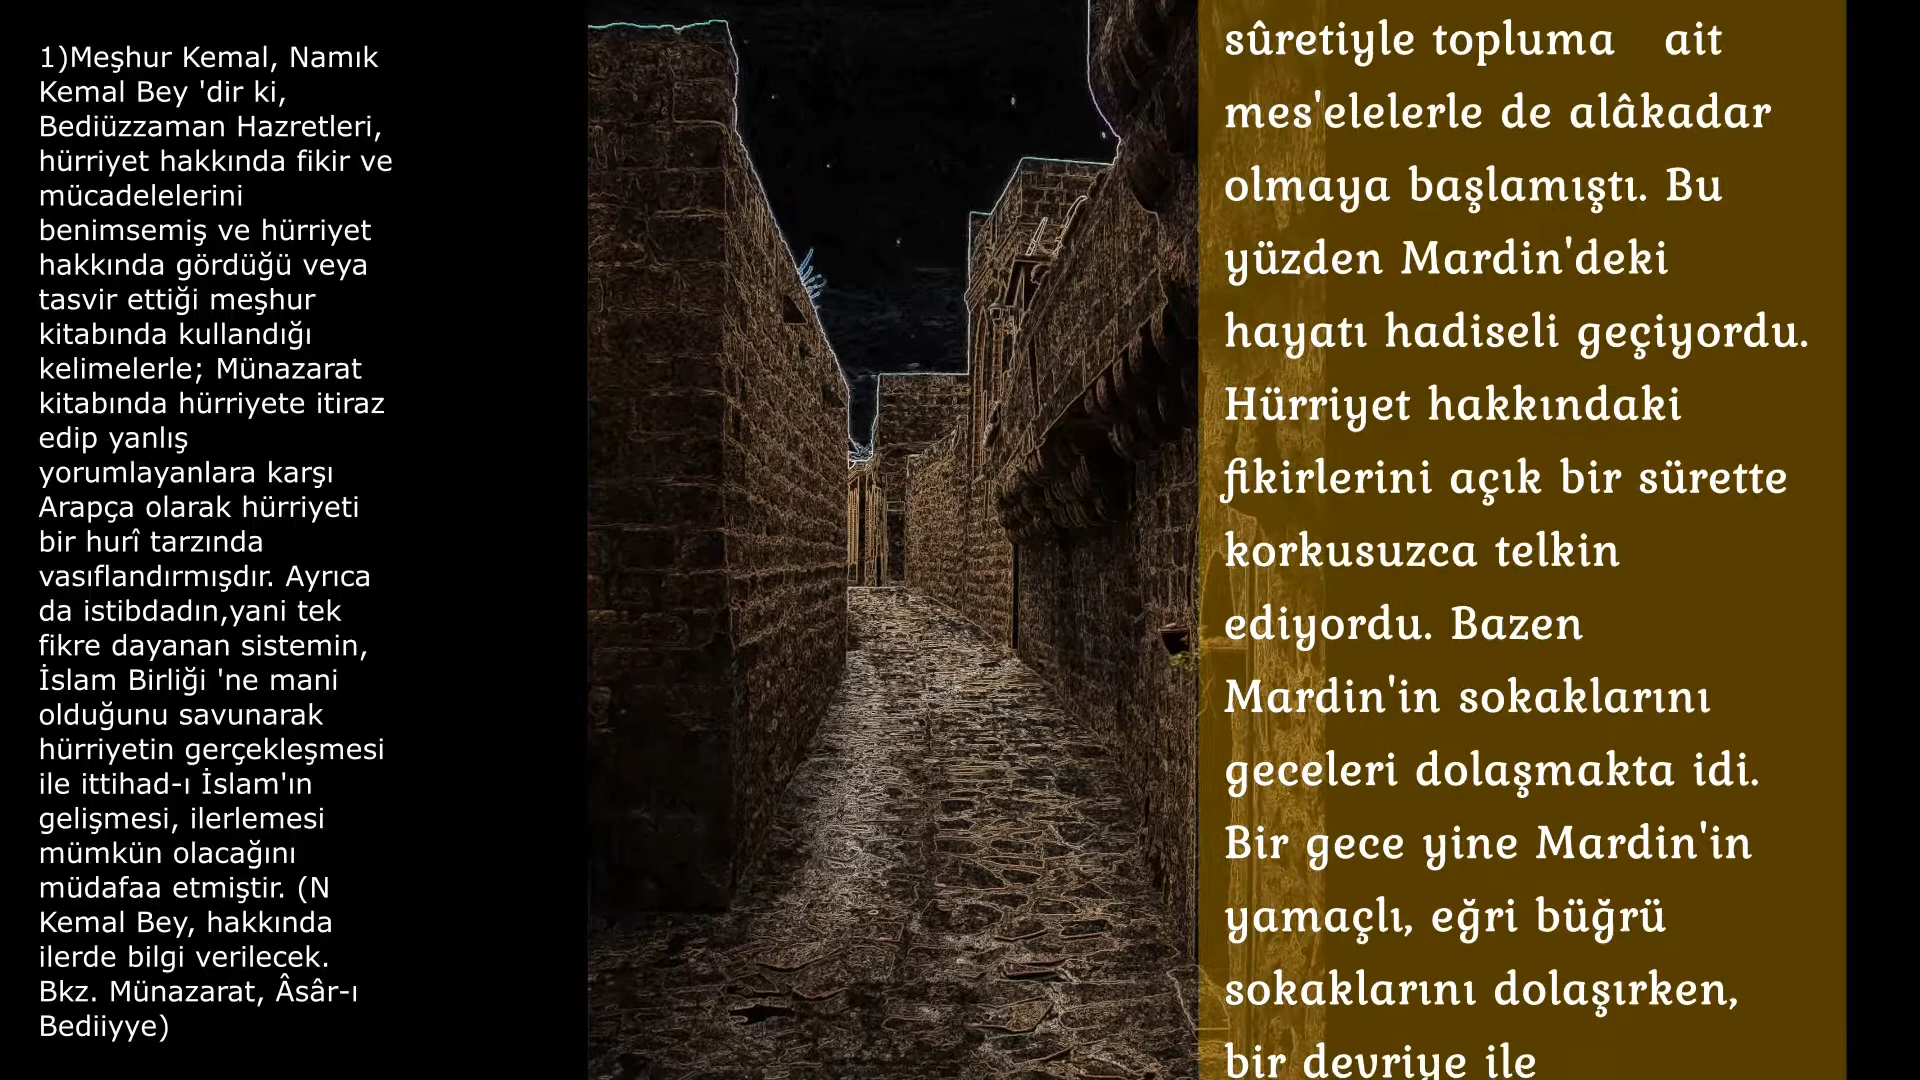 1)Meşhur Kemal, Namık
Kemal Bey 'dir ki,
Bediüzzaman Hazretleri,
hürriyet hakkında fikir ve
mücadelelerini
benimsemiş ve hürriyet
hakkında gördüğü veya
tasvir ettiği meşhur
kitabında kullandığı
kelimelerle; Münazarat
kitabında hürriyete itiraz
edip yanlış
yorumlayanlara karşı
Arapça olarak hürriyeti
bir hurî tarzında
vasıflandırmışdır. Ayrıca
da istibdadın,yani tek
fikre dayanan sistemin,
İslam Birliği 'ne mani
olduğunu savunarak
hürriyetin gerçekleşmesi
ile ittihad-ı İslam'ın
gelişmesi, ilerlemesi
mümkün olacağını
müdafaa etmiştir. (N
Kemal Bey, hakkında
ilerde bilgi verilecek.
Bkz. Münazarat, Âsâr-ı
Bediiyye)
sûretiyle topluma ait
mes'elelerle de alâkadar
olmaya başlamıştı. Bu
yüzden Mardin'deki
hayatı hadiseli geçiyordu.
Hürriyet hakkındaki
fikirlerini açık bir sürette
korkusuzca telkin
ediyordu. Bazen
Mardin'in sokaklarını
geceleri dolaşmakta idi.
Bir gece yine Mardin'in
yamaçlı, eğri büğrü
sokaklarını dolaşırken,
bir devriye ile